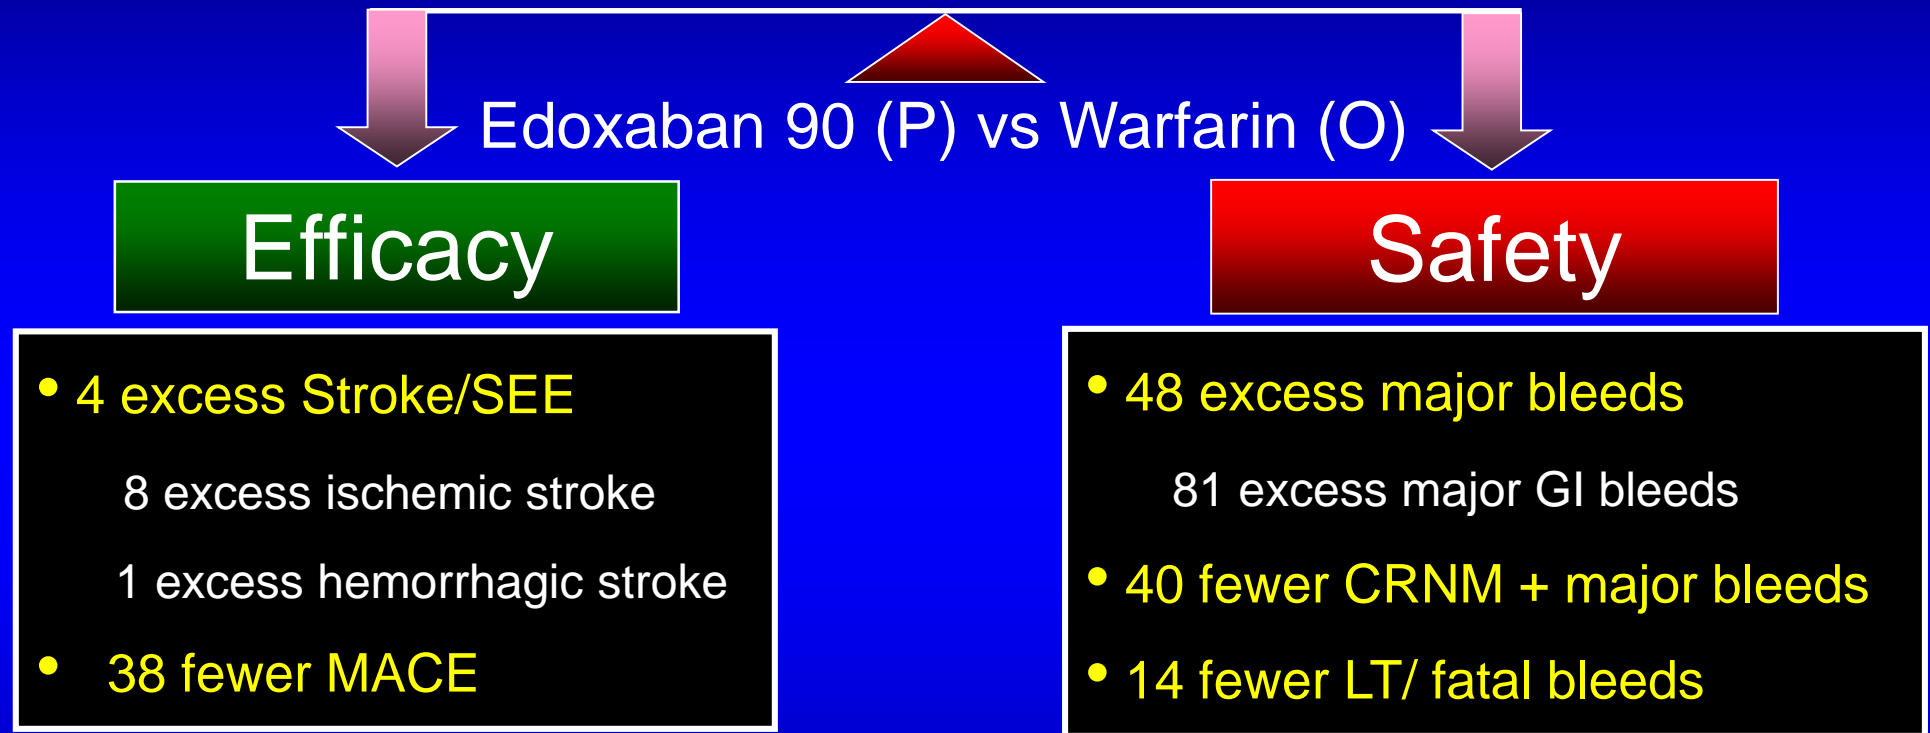 Edoxaban 90 (P) vs Warfarin (O)
Efficacy
• 4 excess Stroke/SEE
8 excess ischemic stroke
1 excess hemorrhagic stroke
• 38 fewer MACE
Safety
• 48 excess major bleeds
81 excess major GI bleeds
• 40 fewer CRNM + major bleeds
• 14 fewer LT/ fatal bleeds